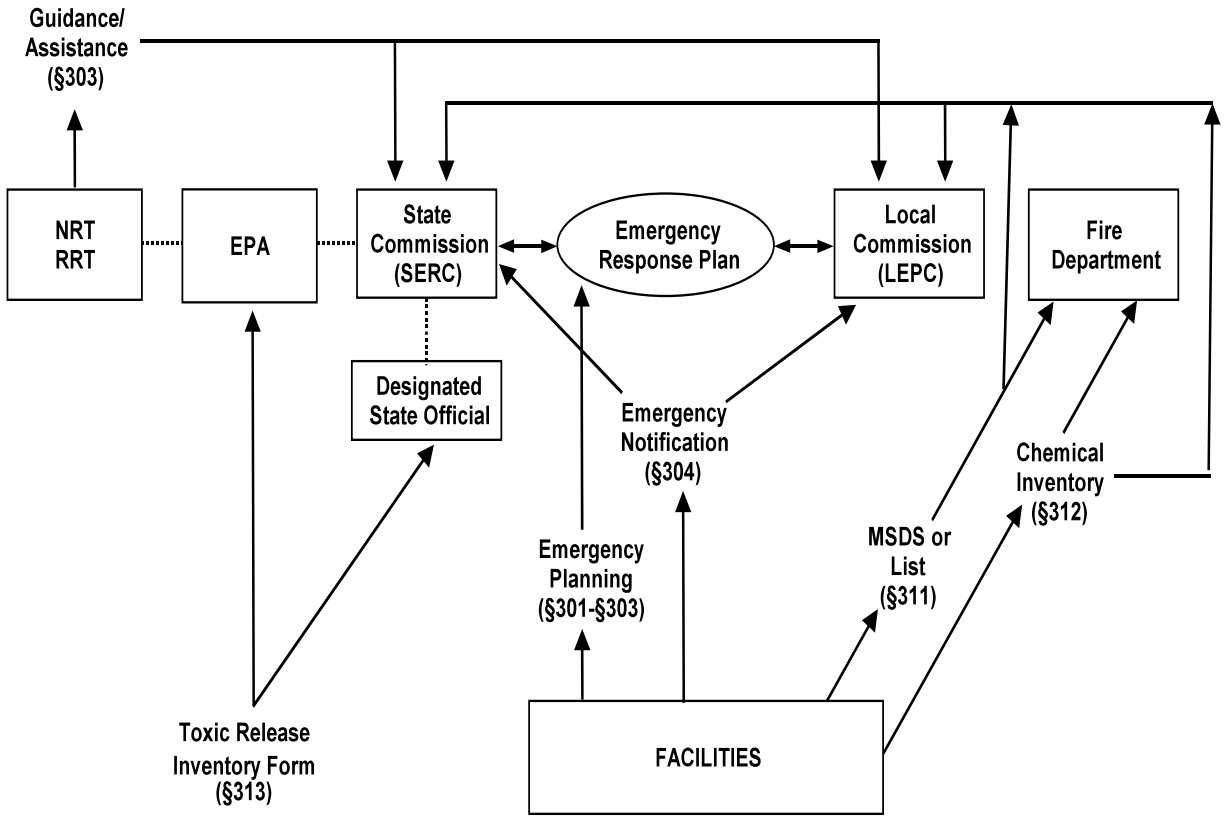 Guidance/
Assistance
(§303)
NRT
RRT
EPA
State
Commission
(SERC)
Emergency
Response Plan
Local
Commission
(LEPC)
Fire
Department
Designated
State Official
Emergency
Notification
(§304)
Chemical
Inventory
(§312)
Emergency
Planning
(§301-§303)
MSDS or
List
(§311)
Toxic Release
Inventory Form
(§313)
FACILITIES